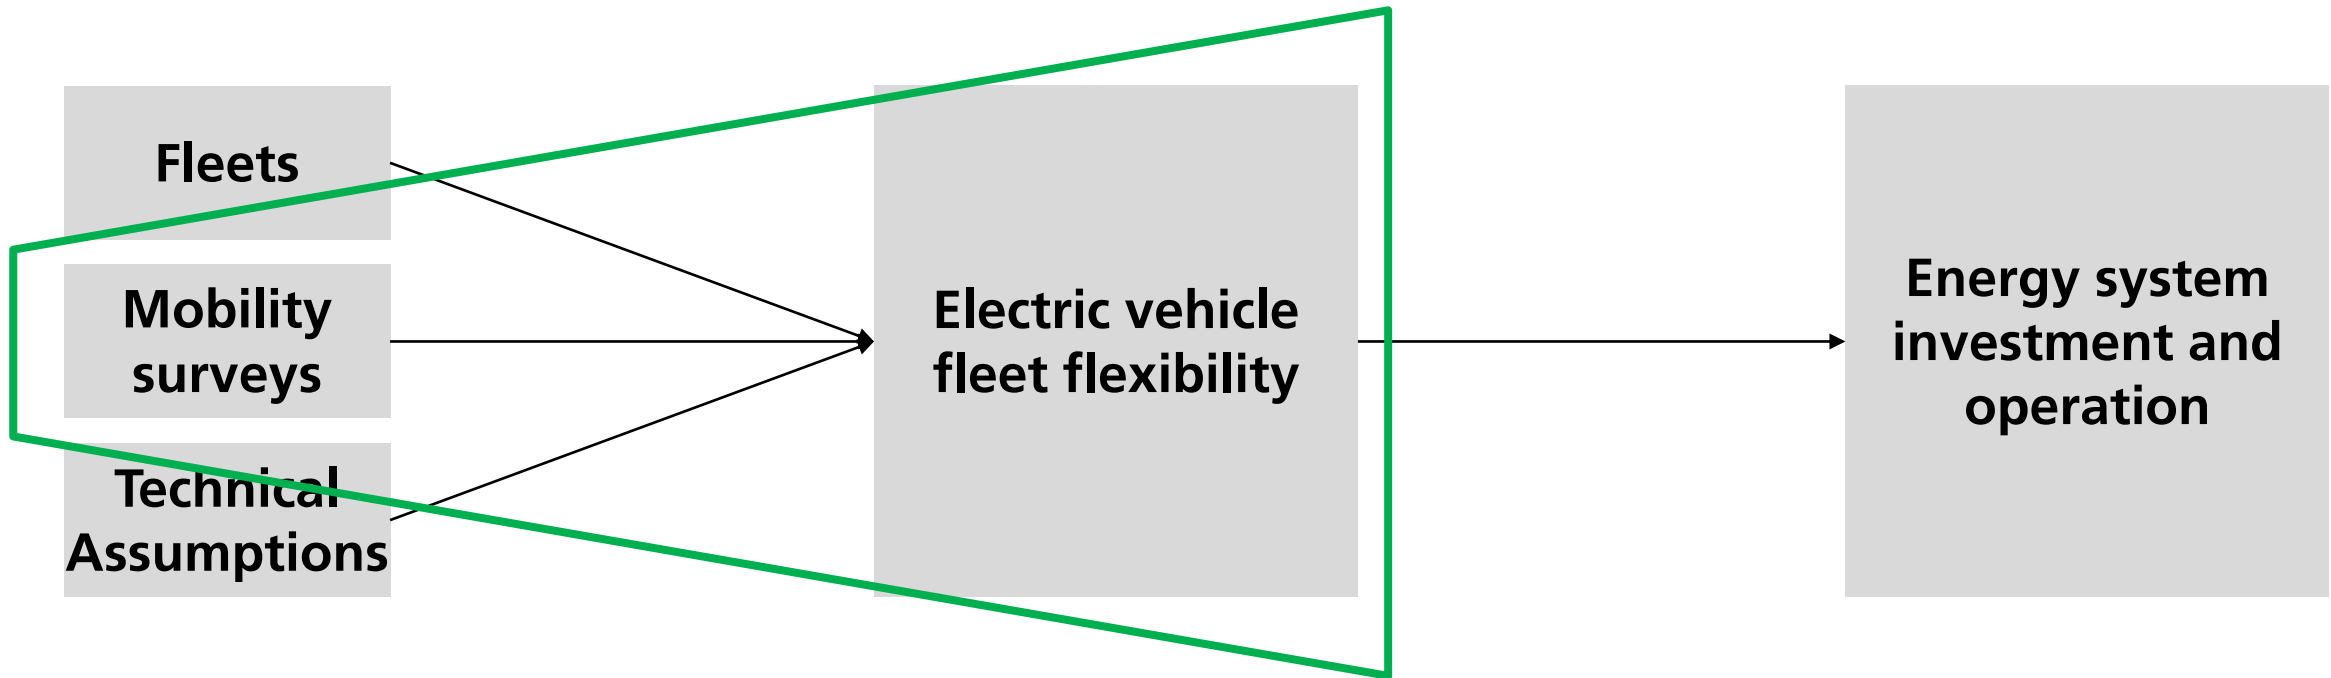 Fleets
Mobility
surveys
Technical
Assumptions
Electric vehicle
fleet flexibility
Energy system
investment and
operation